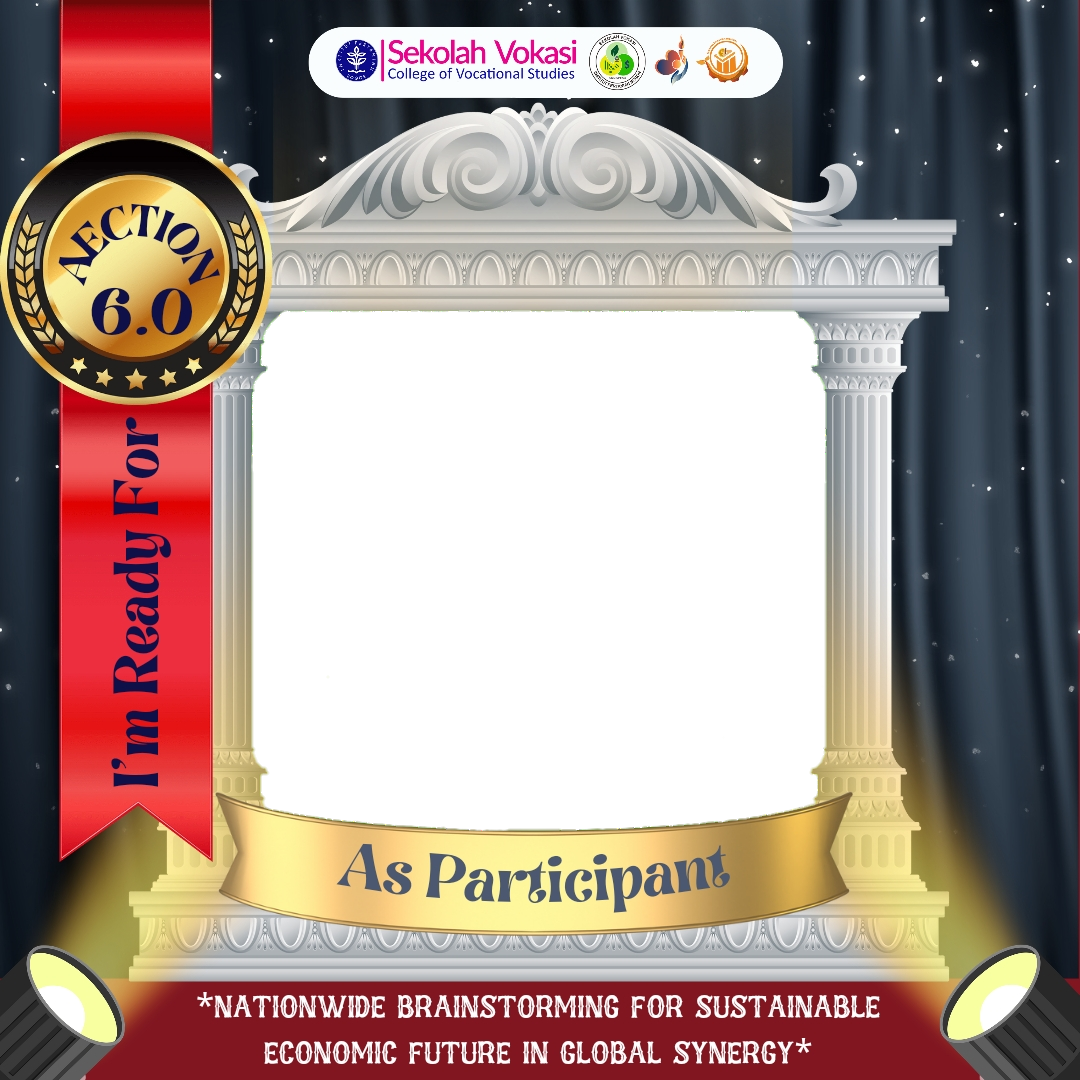 Sekolah Vokasi
College of Vocational Studies
AECTION
6.0
I'm Ready For
As Participant
*NATIONWIDE BRAINSTORMING FOR SUSTAINABLE
ECONOMIC FUTURE IN GLOBAL SYNERGY*